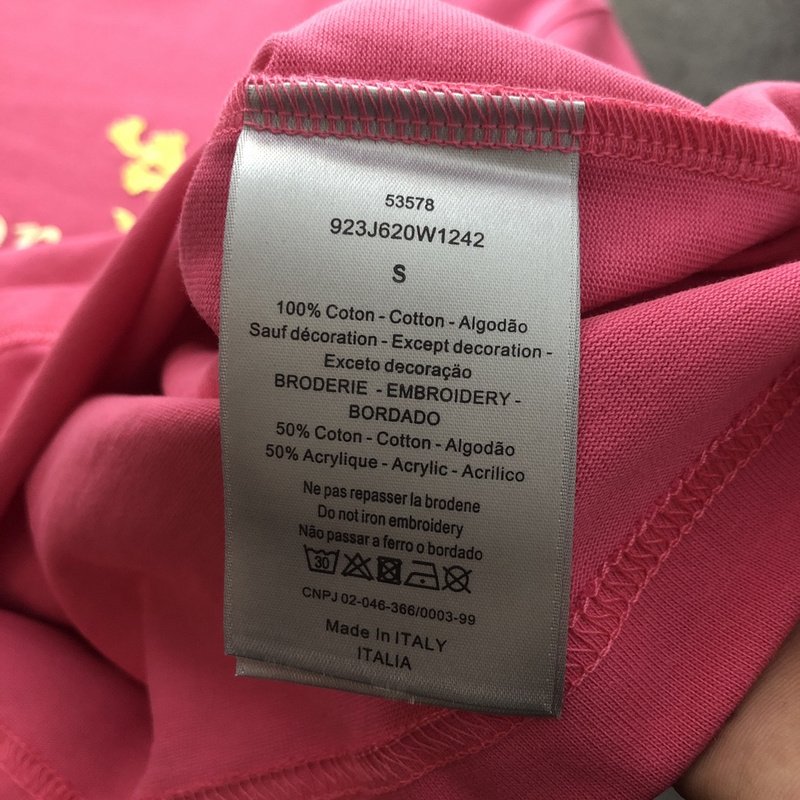 53578
923J620W1242
S
100% Coton - Cotton - Algodão
Sauf décoration - Except decoration -
Exceto decoraçäo
BRODERIE - EMBROIDERY -
BORDADO
50% Coton - Cotton - Algodão
50% Acrylique - Acrylic - Acrilico
Ne pas repasser la brodene
Do not iron embroidery
Não passar a ferro o bordado
30
CNPJ 02-046-366/0003-99
Made In ITALY
ITALIA